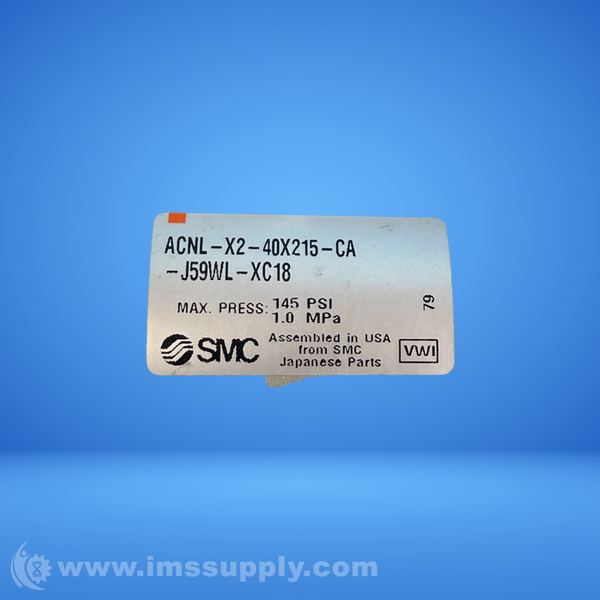 ACNL-X2-40X215-CA
-J59WL-XC18
MAX. PRESS: 145 PSI
1.0 MPa
79
SMC
Assembled in USA
from SMC
Japanese Parts
VWI
www.imssupply.com